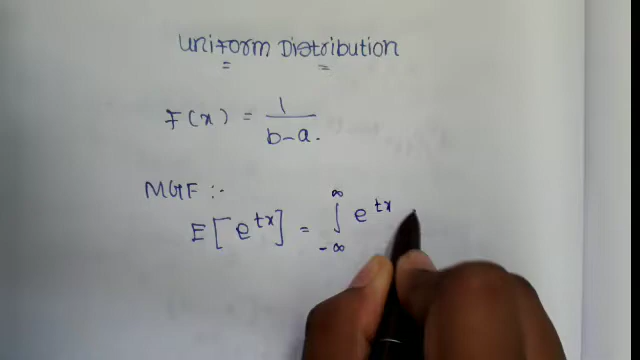 Uniform Distribution
F(x) = 1/(b-a).
MGF :-
E[e^{tx}] = ∫_{-∞}^{∞} e^{tx}